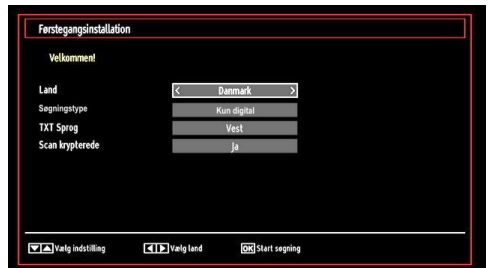 Førstegangsinstallation
Velkommen!
Land < Danmark >
Søgningstype Kun digital
TXT Sprog Vest
Scan krypterede Ja
Vælg indstilling Vælg land OK Start søgning